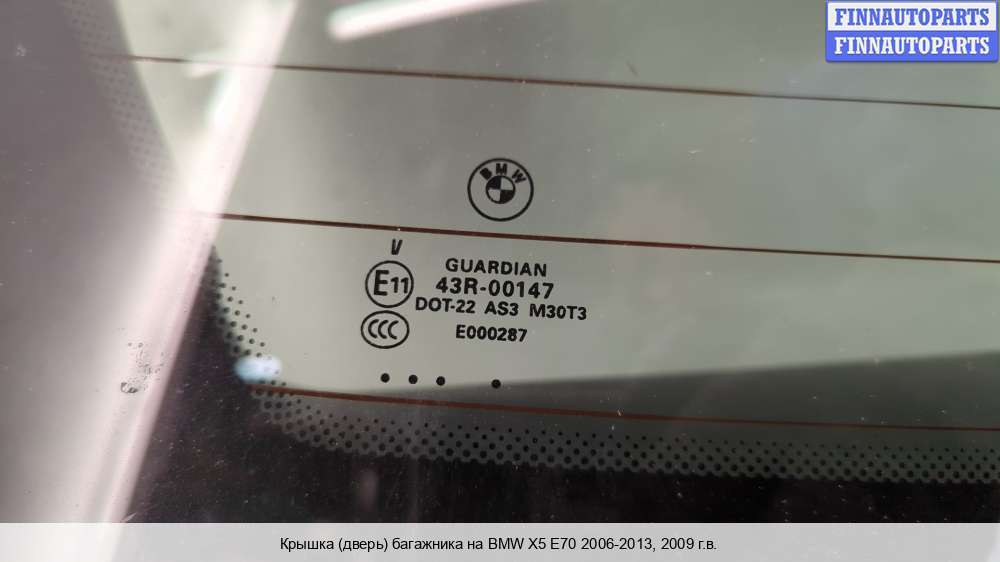 FINNAUTOPARTS
FINNAUTOPARTS
BMW
V
GUARDIAN
E11
43R-00147
DOT-22 AS3 M30T3
CCC
E000287
Крышка (дверь) багажника на BMW X5 E70 2006-2013, 2009 г.в.